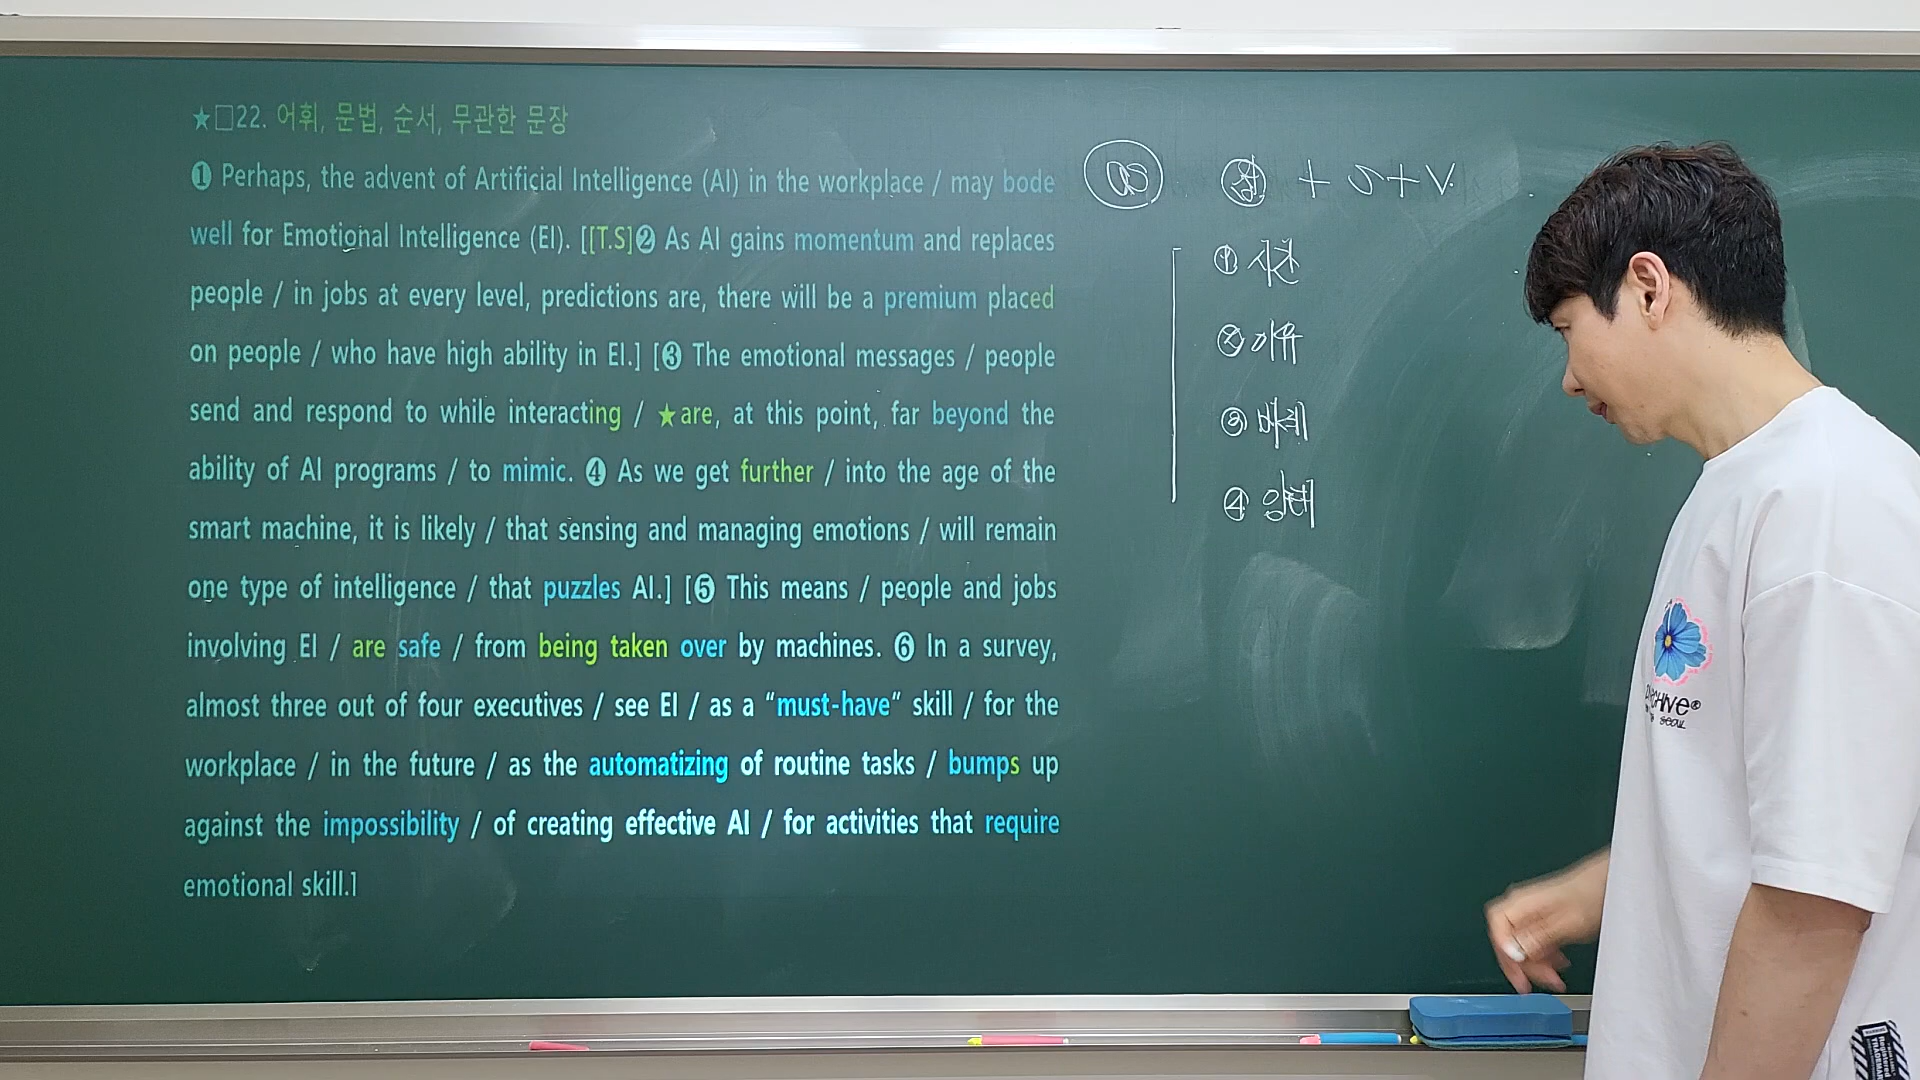 ★□22. 어휘, 문법, 순서, 무관한 문장
❶ Perhaps, the advent of Artificial Intelligence (AI) in the workplace / may bode
well for Emotional Intelligence (EI). [[T.S]❷ As AI gains momentum and replaces
people / in jobs at every level, predictions are, there will be a premium placed
on people / who have high ability in EI.] [❸ The emotional messages / people
send and respond to while interacting / ★are, at this point, far beyond the
ability of AI programs / to mimic. ❹ As we get further / into the age of the
smart machine, it is likely / that sensing and managing emotions / will remain
one type of intelligence / that puzzles AI.] [❺ This means / people and jobs
involving EI / are safe / from being taken over by machines. ❻ In a survey,
almost three out of four executives / see EI / as a “must-have” skill / for the
workplace / in the future / as the automatizing of routine tasks / bumps up
against the impossibility / of creating effective AI / for activities that require
emotional skill.]
as 접 + S+V.
① 시간
② 이유
③ 비례
④ 양태